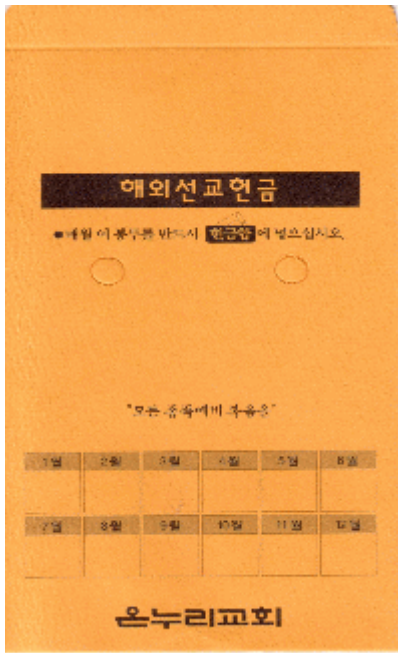 해외선교헌금
■매월 이 봉투를 반드시 헌금함 에 넣으십시오.
"모든 종족에게 복음을"
1월 2월 3월 4월 5월 6월
7월 8월 9월 10월 11월 12월
온누리교회